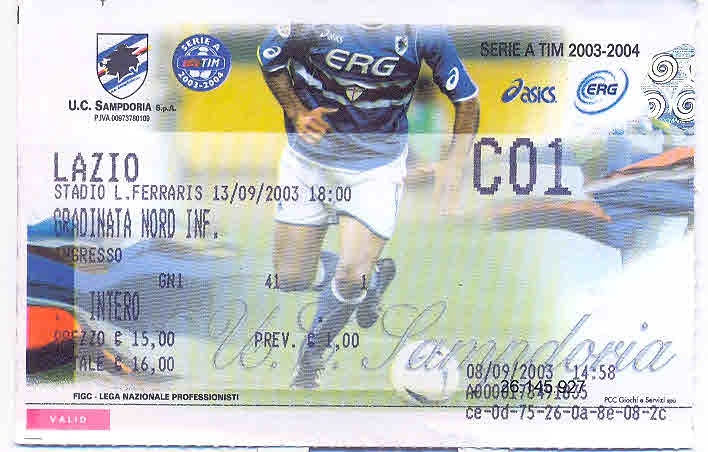 SERIE A
TIM
2003-2004
U.C. SAMPDORIA S.p.A.
P.IVA 00973780109
asics
ERG
SERIE A TIM 2003-2004
asics
ERG
LAZIO
C01
STADIO L.FERRARIS 13/09/2003 18:00
GRADINATA NORD INF.
INGRESSO
GN1 41 1
INTERO
PREZZO € 15,00 PREV. € 1,00
TOTALE € 16,00
U.C. Sampdoria
08/09/2003 14:58
26.145.927
ce-0d-75-26-0a-8e-08-2c
FIGC - LEGA NAZIONALE PROFESSIONISTI
PCC Giochi e Servizi spa
VALID